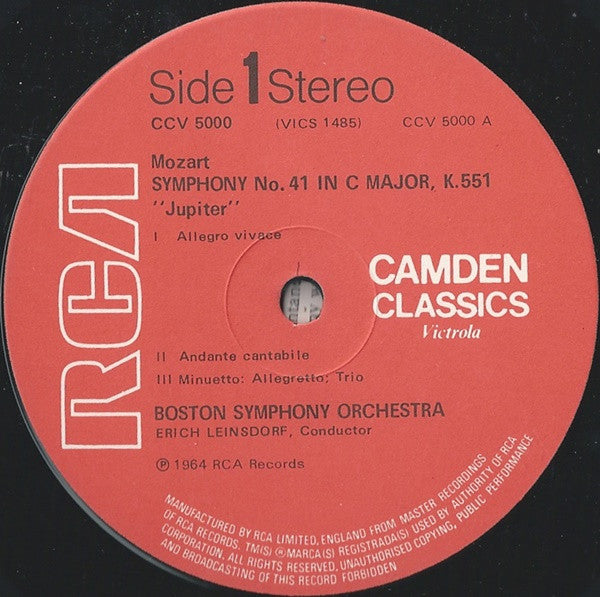 Side 1 Stereo
CCV 5000 (VICS 1485) CCV 5000 A
Mozart
SYMPHONY No. 41 IN C MAJOR, K.551
"Jupiter"
I Allegro vivace
RCA
CAMDEN
CLASSICS
Victrola
II Andante cantabile
III Minuetto: Allegretto; Trio
BOSTON SYMPHONY ORCHESTRA
ERICH LEINSDORF, Conductor
Ⓟ 1964 RCA Records
MANUFACTURED BY RCA LIMITED, ENGLAND FROM MASTER RECORDINGS
OF RCA RECORDS. TM(S) ® MARCA(S) REGISTRADA(S) USED BY AUTHORITY OF RCA
CORPORATION. ALL RIGHTS RESERVED. UNAUTHORISED COPYING, PUBLIC PERFORMANCE
AND BROADCASTING OF THIS RECORD FORBIDDEN